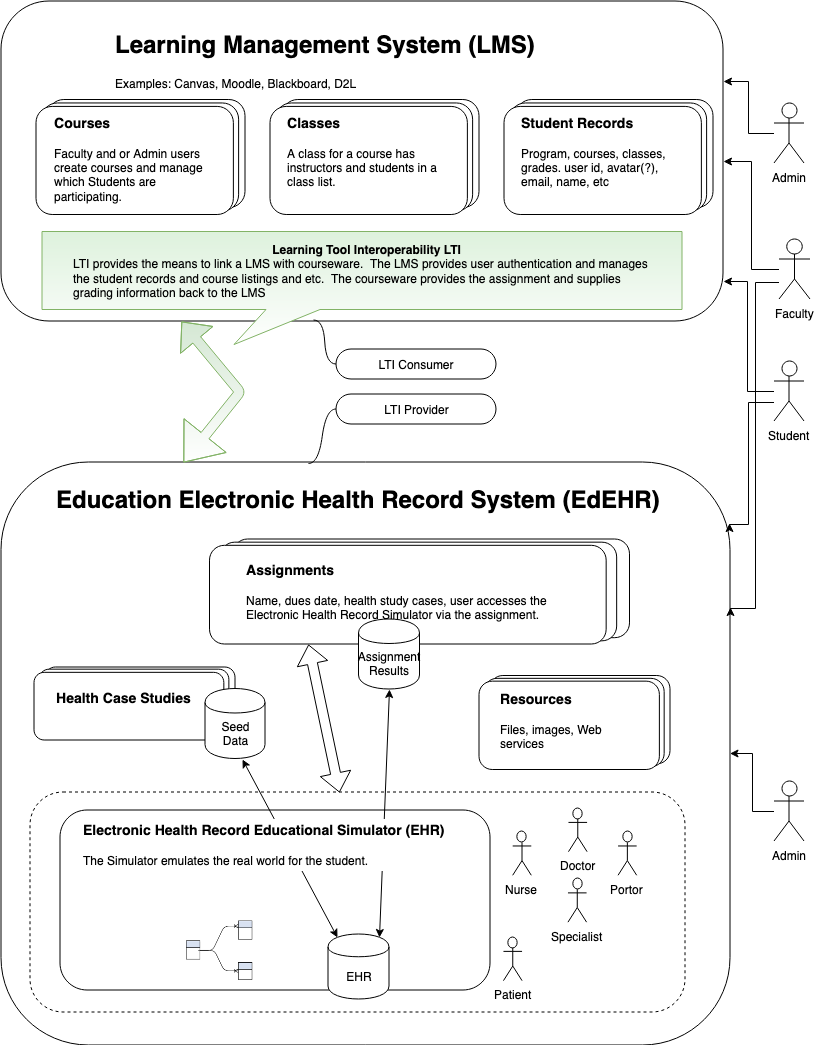 Learning Management System (LMS)
Examples: Canvas, Moodle, Blackboard, D2L
Courses
Faculty and or Admin users
create courses and manage
which Students are
participating.
Classes
A class for a course has
instructors and students in a
class list.
Student Records
Program, courses, classes,
grades. user id, avatar(?),
email, name, etc
Admin
Learning Tool Interoperability LTI
LTI provides the means to link a LMS with courseware.  The LMS provides user authentication and manages
the student records and course listings and etc.  The courseware provides the assignment and supplies
grading information back to the LMS
Faculty
LTI Consumer
LTI Provider
Student
Education Electronic Health Record System (EdEHR)
Assignments
Name, dues date, health study cases, user accesses the
Electronic Health Record Simulator via the assignment.
Assignment
Results
Health Case Studies
Seed
Data
Resources
Files, images, Web
services
Electronic Health Record Educational Simulator (EHR)
The Simulator emulates the real world for the student.
EHR
Nurse
Doctor
Portor
Specialist
Patient
Admin